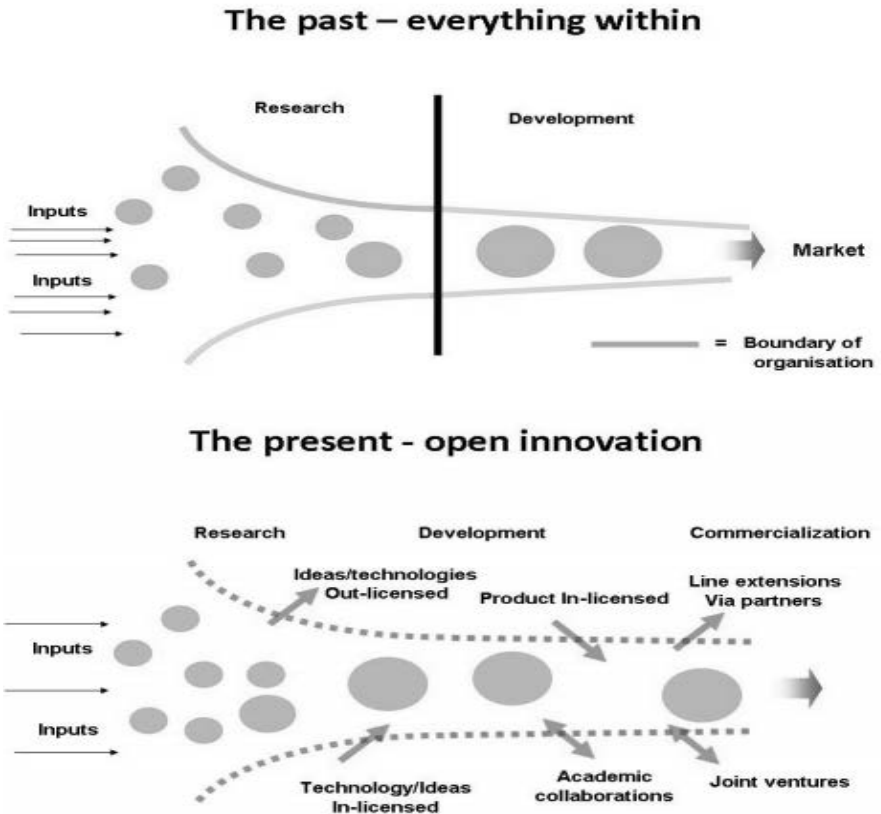 The past – everything within
Research
Development
Inputs
Inputs
Market
= Boundary of
organisation
The present - open innovation
Research
Development
Commercialization
Ideas/technologies
Out-licensed
Product In-licensed
Line extensions
Via partners
Inputs
Inputs
Technology/Ideas
In-licensed
Academic
collaborations
Joint ventures